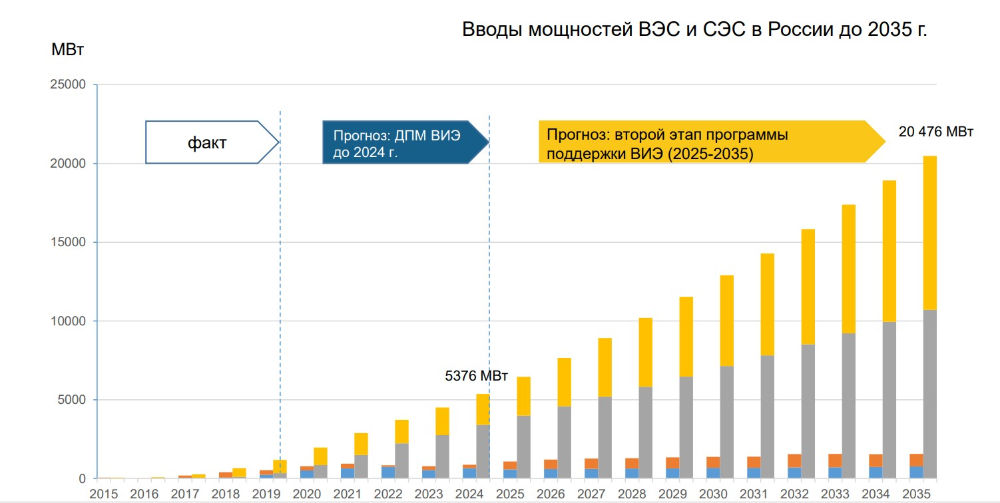 Вводы мощностей ВЭС и СЭС в России до 2035 г.
МВт
25000
факт
Прогноз: ДПМ ВИЭ
до 2024 г.
Прогноз: второй этап программы
поддержки ВИЭ (2025-2035)
20 476 МВт
20000
15000
10000
5376 МВт
5000
0
2015 2016 2017 2018 2019 2020 2021 2022 2023 2024 2025 2026 2027 2028 2029 2030 2031 2032 2033 2034 2035